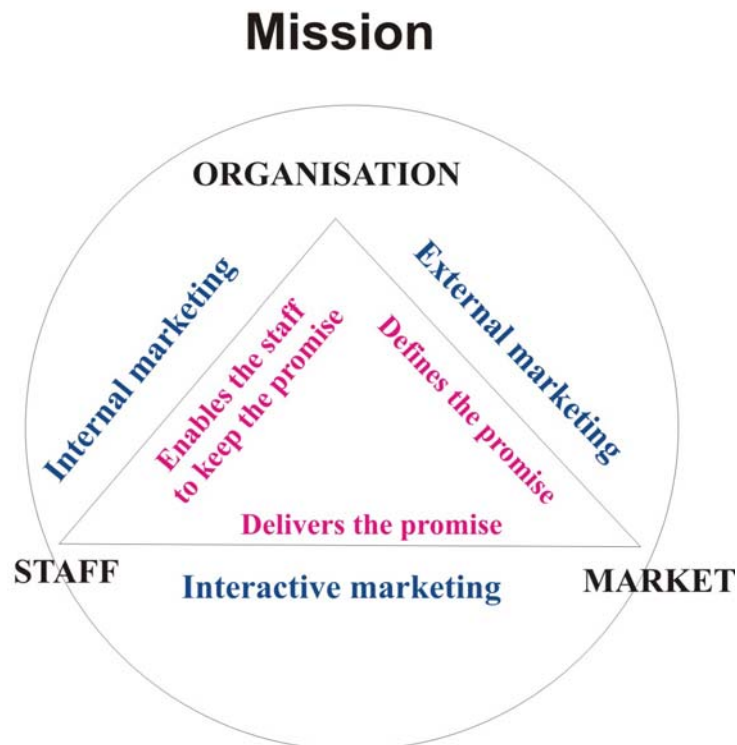 Mission
ORGANISATION
Internal marketing
External marketing
Enables the staff
to keep the promise
Defines the promise
Delivers the promise
STAFF
MARKET
Interactive marketing